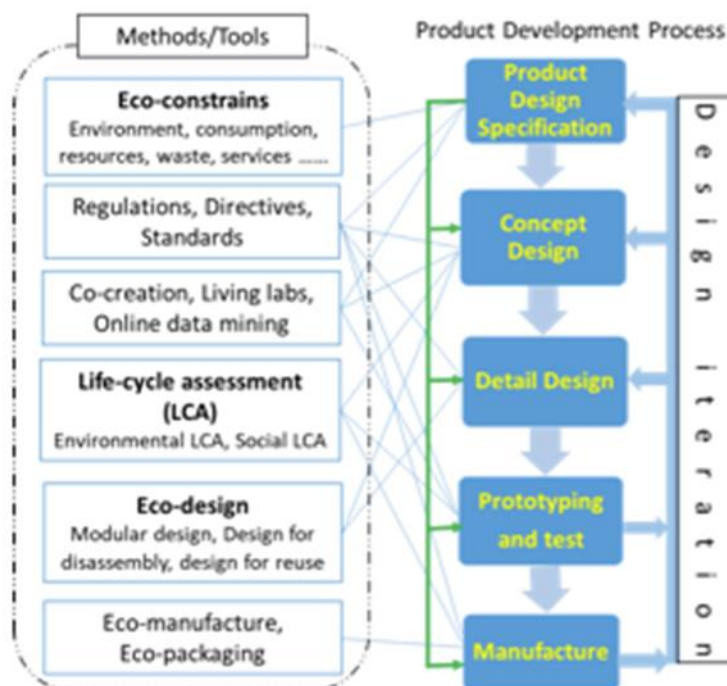 Methods/Tools
Eco-constrains
Environment, consumption,
resources, waste, services ......
Regulations, Directives,
Standards
Co-creation, Living labs,
Online data mining
Life-cycle assessment
(LCA)
Environmental LCA, Social LCA
Eco-design
Modular design, Design for
disassembly, design for reuse
Eco-manufacture,
Eco-packaging
Product Development Process
Product
Design
Specification
Concept
Design
Detail Design
Prototyping
and test
Manufacture
Design iteration